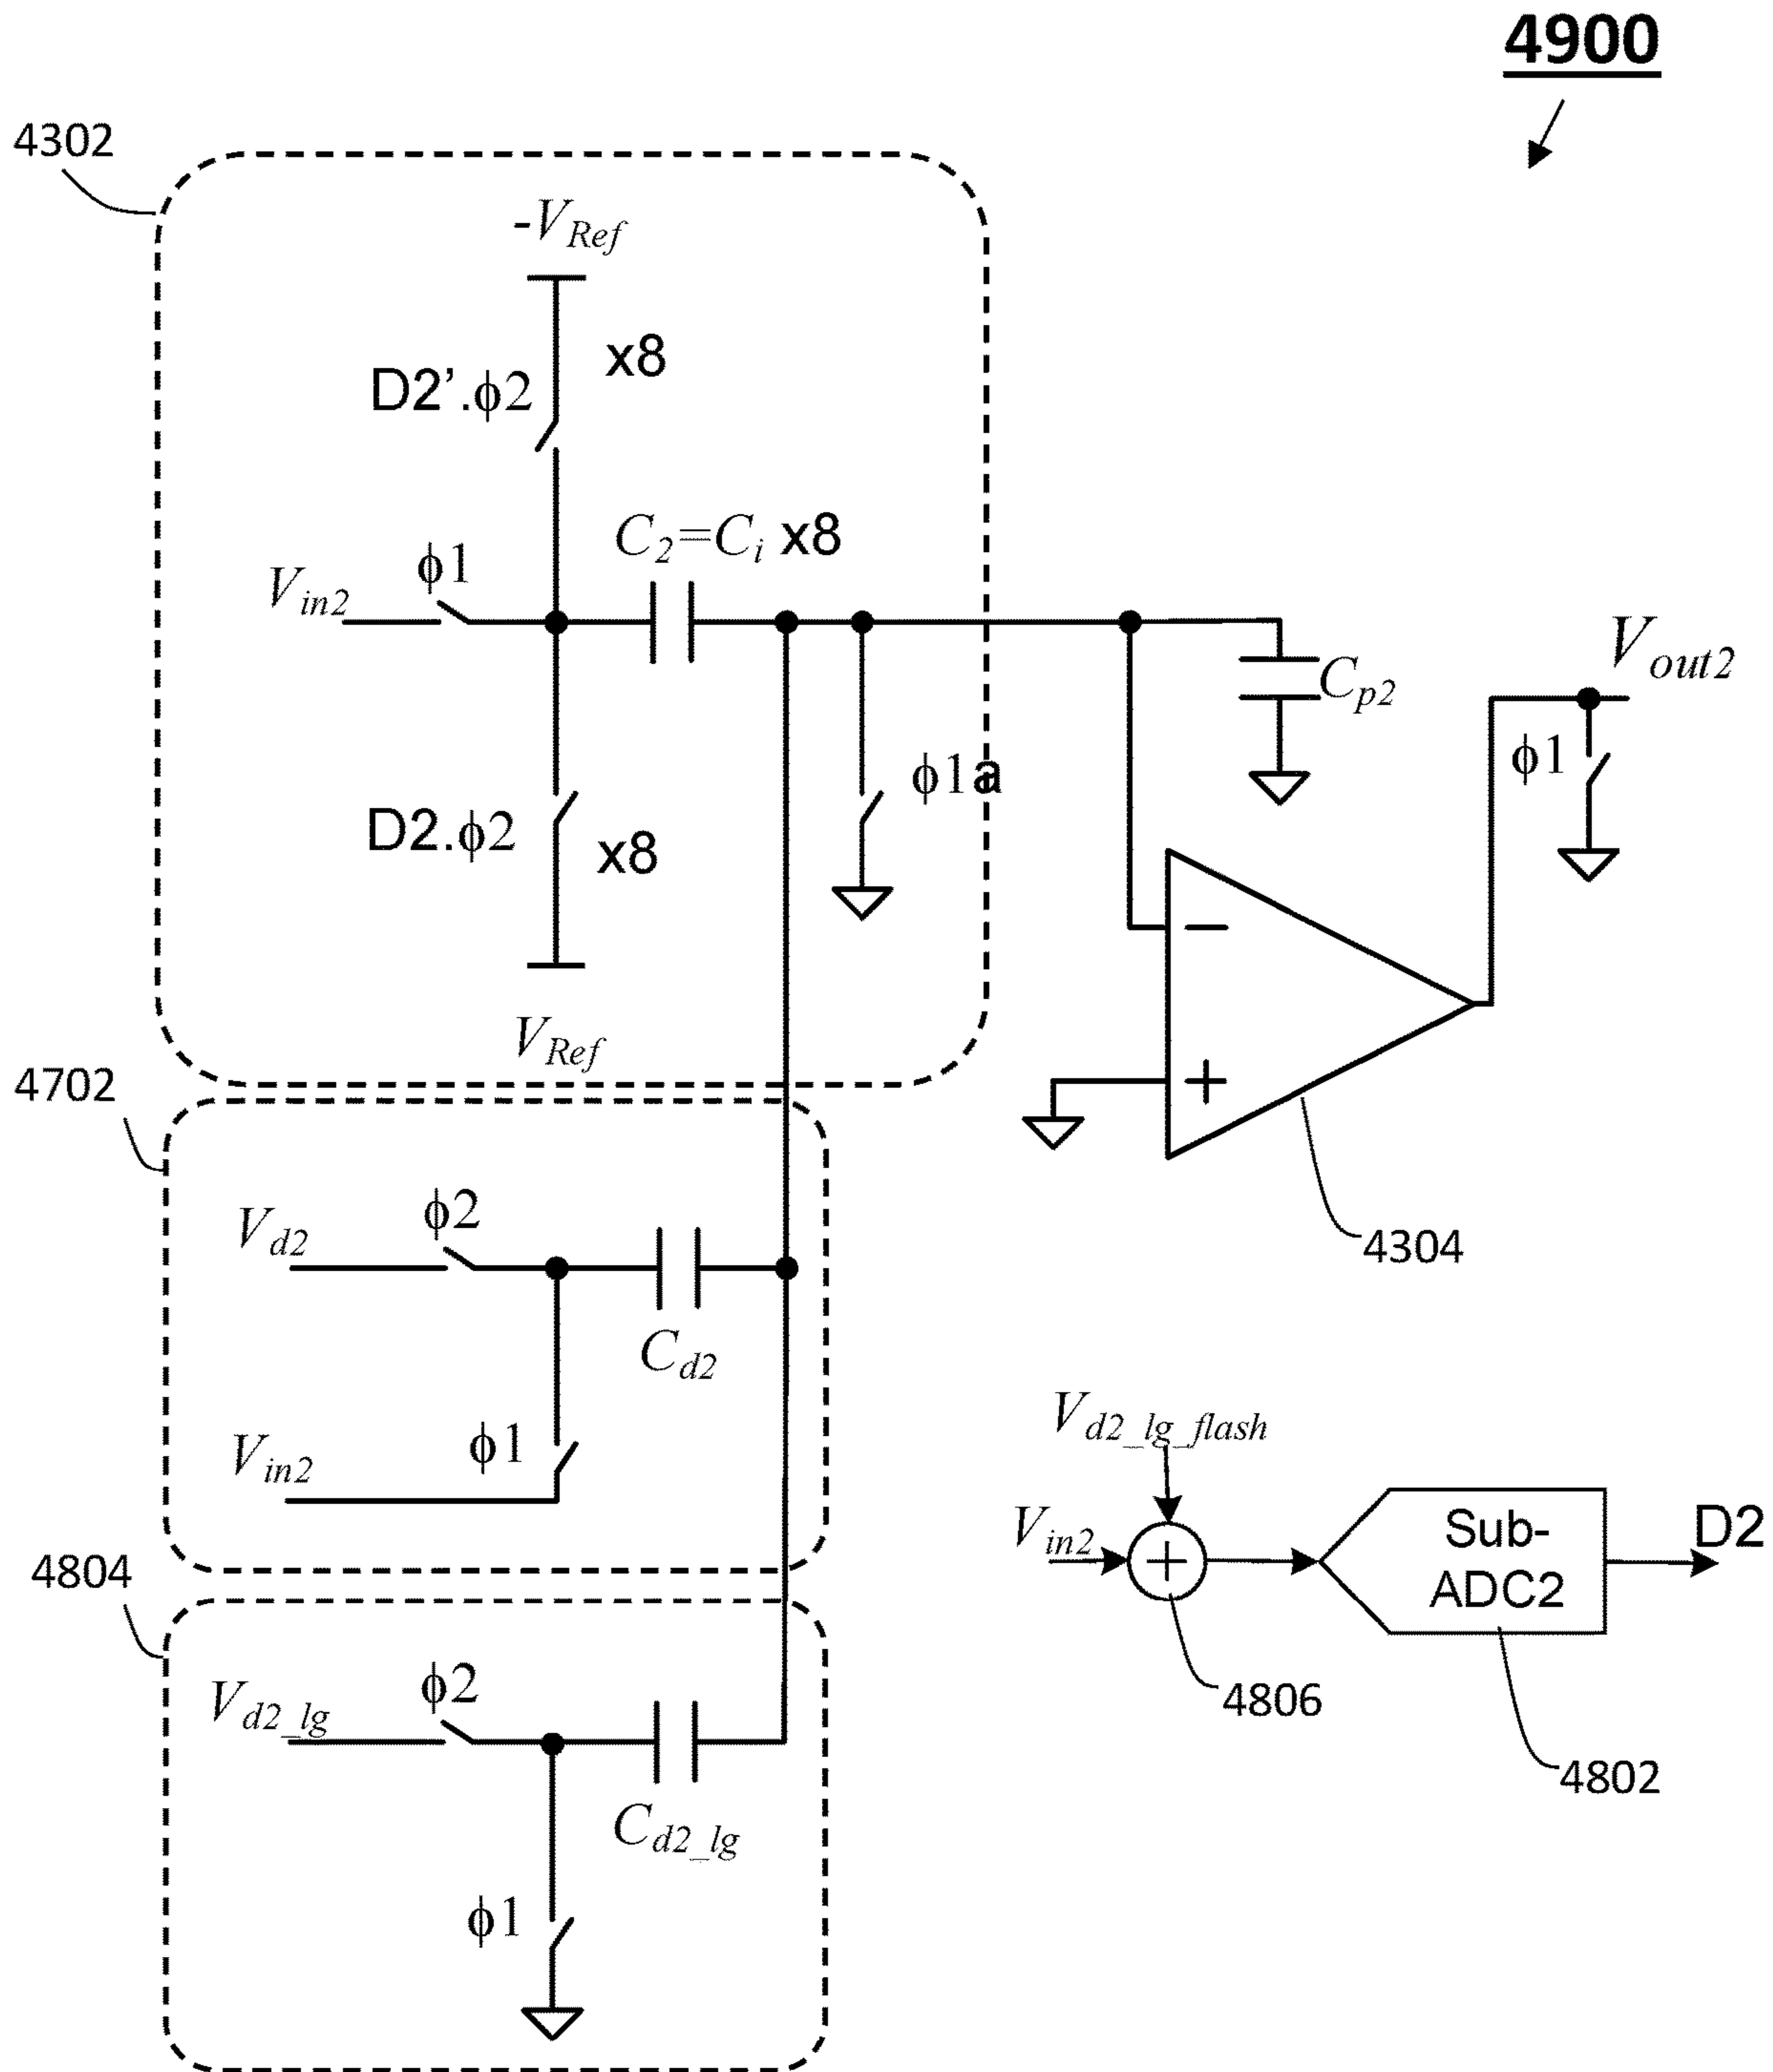 4900
4302
-V_Ref
x8
D2'.ϕ2
C_2=C_i x8
ϕ1
V_in2
V_out2
C_p2
ϕ1
ϕ1a
D2.ϕ2
x8
V_Ref
4702
V_d2
ϕ2
4304
C_d2
V_d2_lg_flash
V_in2
ϕ1
V_in2
Sub-
ADC2
D2
4804
V_d2_lg
ϕ2
4806
4802
C_d2_lg
ϕ1